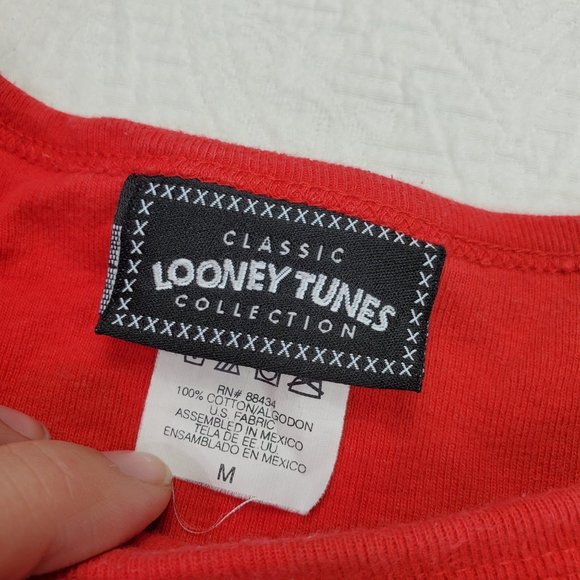 CLASSIC
LOONEY TUNES
COLLECTION
RN# 88434
100% COTTON/ALGODON
U.S. FABRIC
ASSEMBLED IN MEXICO
TELA DE EE.UU.
ENSAMBLADO EN MEXICO
M